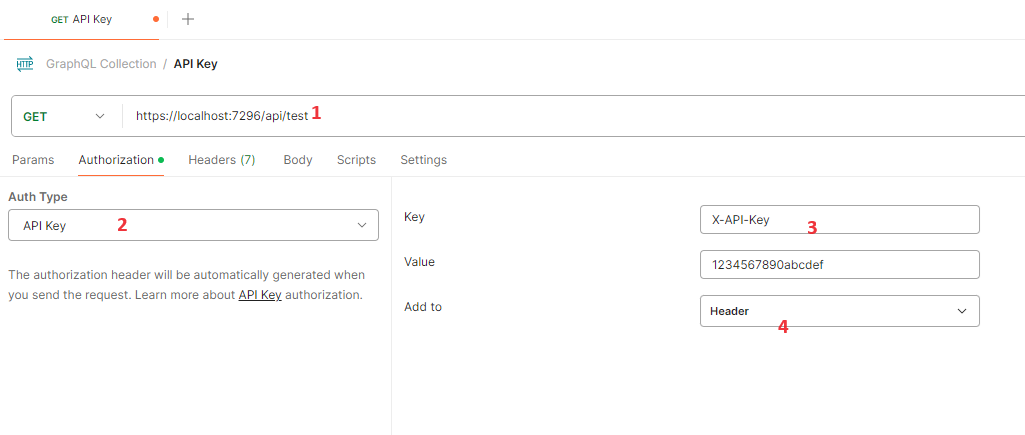 GET API Key
HTTP GraphQL Collection / API Key
GET https://localhost:7296/api/test 1
Params Authorization Headers (7) Body Scripts Settings
Auth Type
API Key 2
The authorization header will be automatically generated when
you send the request. Learn more about API Key authorization.
Key X-API-Key 3
Value 1234567890abcdef
Add to Header 4